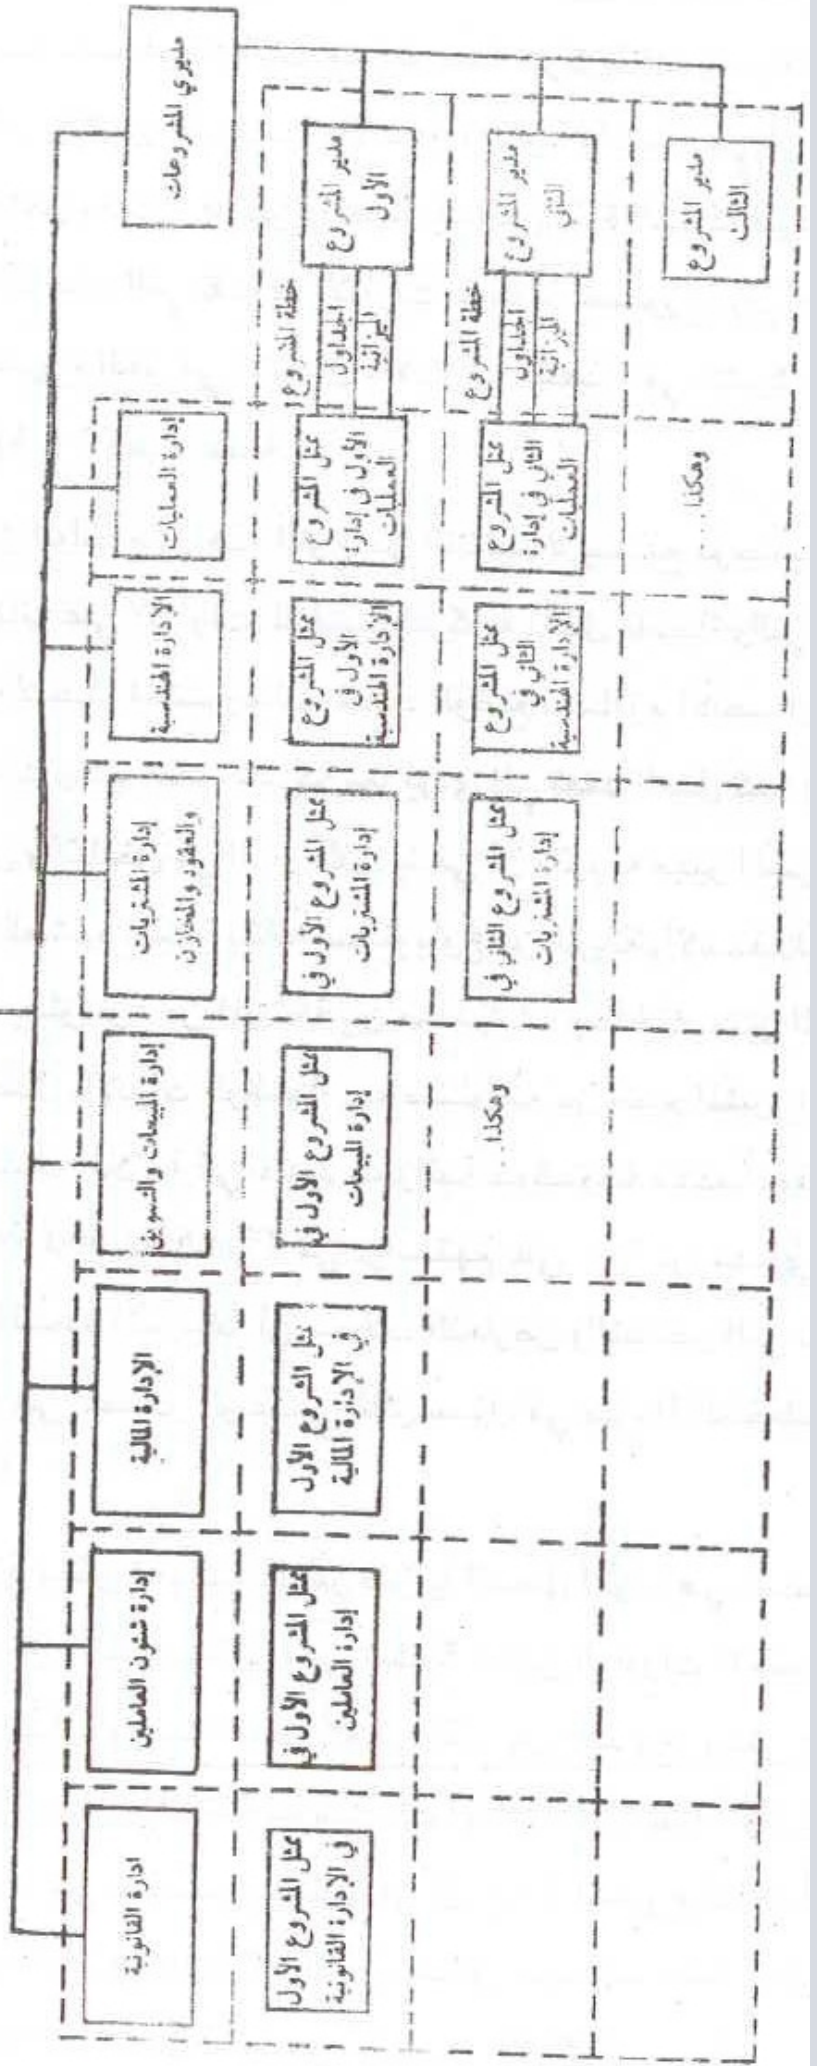 مديري المشروعات
إدارة العمليات
الإدارة الهندسية
إدارة المشتريات
والعقود والمخازن
إدارة المبيعات والتسويق
الإدارة المالية
إدارة شئون العاملين
ادارة القانونية
مدير المشروع
الأول
خطة المشروع
الجداول
الميزانية
ممثل المشروع
الأول في إدارة
العمليات
ممثل المشروع
الأول في
الإدارة الهندسية
ممثل المشروع الأول في
إدارة المشتريات
ممثل المشروع الأول في
إدارة المبيعات
ممثل المشروع الأول
في الإدارة المالية
ممثل المشروع الأول في
إدارة العاملين
ممثل المشروع الأول
في الإدارة القانونية
مدير المشروع
الثاني
خطة المشروع
الجداول
الميزانية
ممثل المشروع
الثاني في إدارة
العمليات
ممثل المشروع
الثاني في
الإدارة الهندسية
ممثل المشروع الثاني في
إدارة المشتريات
وهكذا..
مدير المشروع
الثالث
وهكذا..